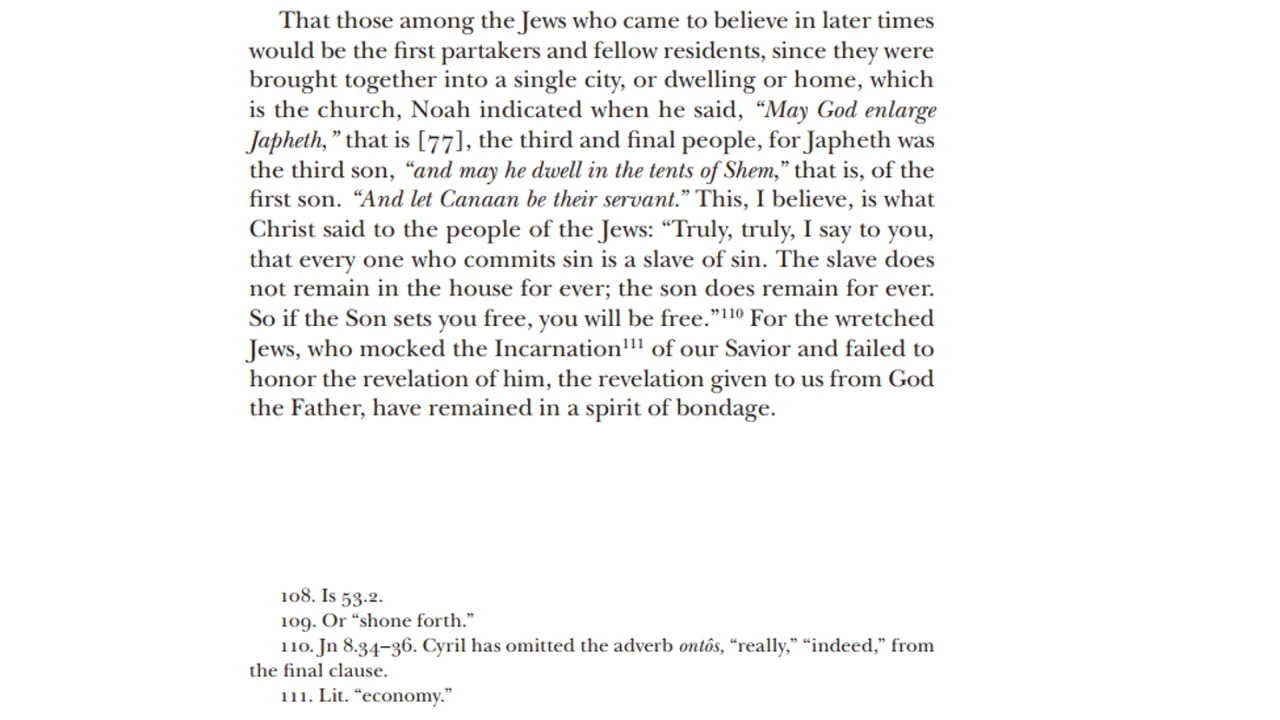 That those among the Jews who came to believe in later times
would be the first partakers and fellow residents, since they were
brought together into a single city, or dwelling or home, which
is the church, Noah indicated when he said, “May God enlarge
Japheth,” that is [77], the third and final people, for Japheth was
the third son, “and may he dwell in the tents of Shem,” that is, of the
first son. “And let Canaan be their servant.” This, I believe, is what
Christ said to the people of the Jews: “Truly, truly, I say to you,
that every one who commits sin is a slave of sin. The slave does
not remain in the house for ever; the son does remain for ever.
So if the Son sets you free, you will be free.”110 For the wretched
Jews, who mocked the Incarnation111 of our Savior and failed to
honor the revelation of him, the revelation given to us from God
the Father, have remained in a spirit of bondage.
108. Is 53.2.
109. Or “shone forth.”
110. Jn 8.34–36. Cyril has omitted the adverb ontôs, “really,” “indeed,” from
the final clause.
111. Lit. “economy.”